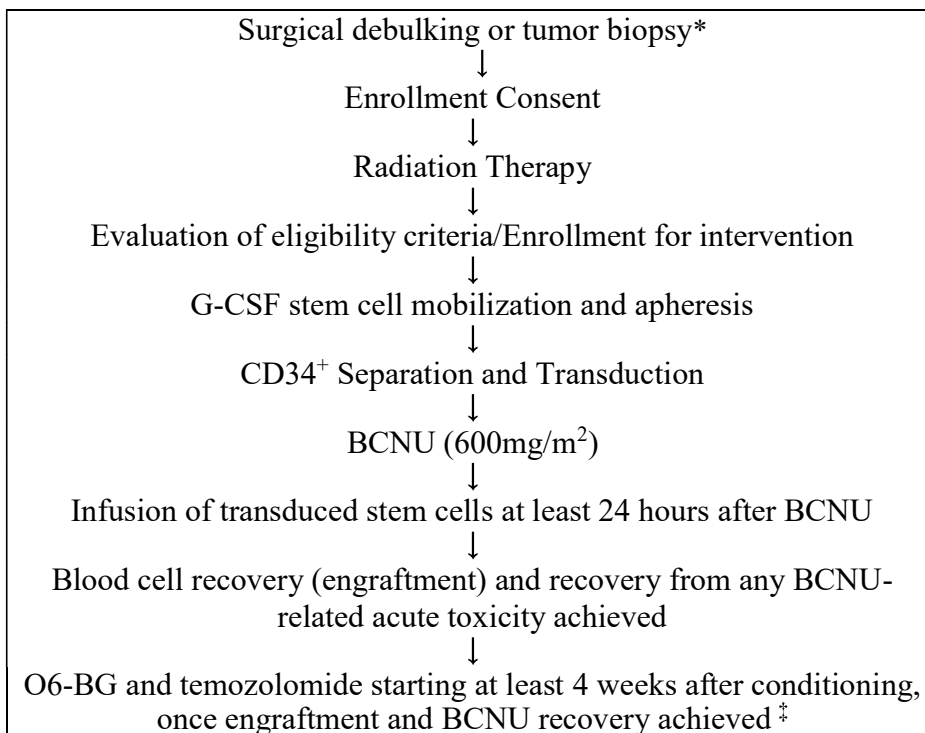 Surgical debulking or tumor biopsy*
↓
Enrollment Consent
↓
Radiation Therapy
↓
Evaluation of eligibility criteria/Enrollment for intervention
↓
G-CSF stem cell mobilization and apheresis
↓
CD34⁺ Separation and Transduction
↓
BCNU (600mg/m²)
↓
Infusion of transduced stem cells at least 24 hours after BCNU
↓
Blood cell recovery (engraftment) and recovery from any BCNU-
related acute toxicity achieved
↓
O6-BG and temozolomide starting at least 4 weeks after conditioning,
once engraftment and BCNU recovery achieved ‡